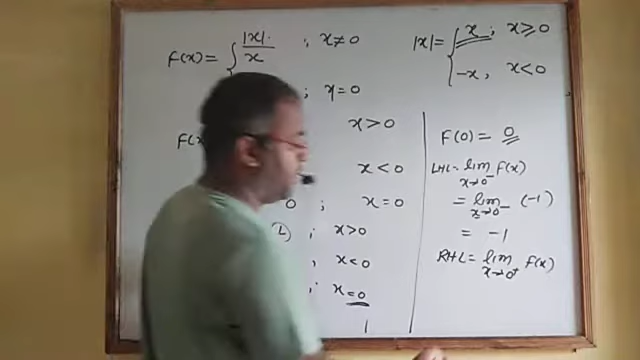 F(x) = { |x| / x ; x ≠ 0
; x = 0
|x| = { x ; x ≥ 0
-x , x < 0
x > 0
x < 0
0 ; x = 0
; x > 0
, x < 0
; x = 0
F(0) = 0
LHL = lim x→0⁻ f(x)
= lim x→0⁻ (-1)
= -1
RHL = lim x→0⁺ f(x)